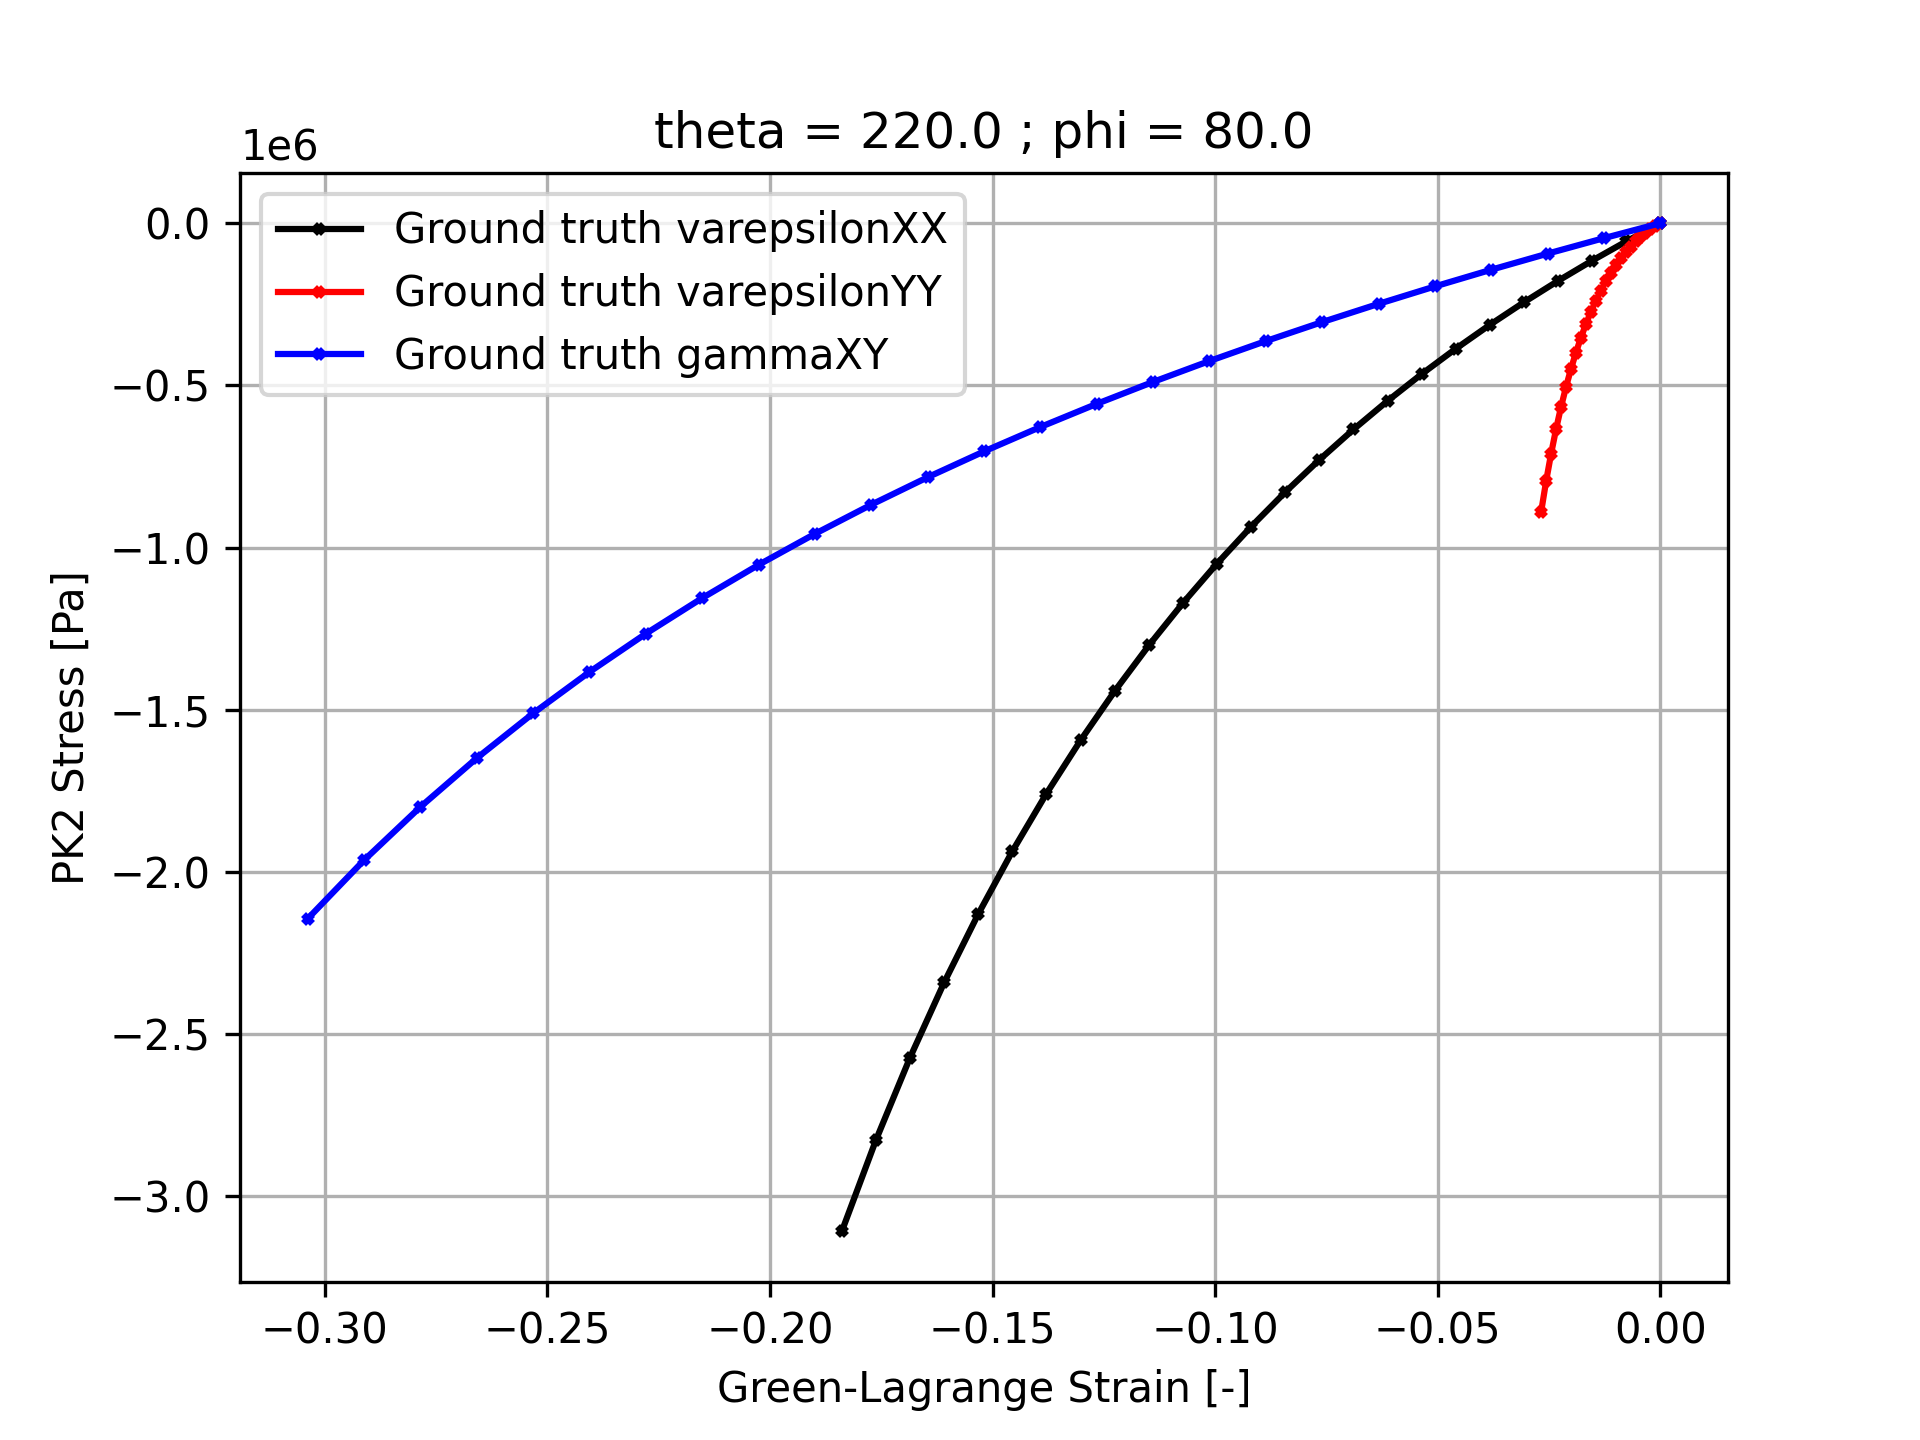 theta = 220.0 ; phi = 80.0
1e6
Ground truth varepsilonXX
Ground truth varepsilonYY
Ground truth gammaXY
0.0
−0.5
−1.0
−1.5
−2.0
−2.5
−3.0
PK2 Stress [Pa]
−0.30 −0.25 −0.20 −0.15 −0.10 −0.05 0.00
Green-Lagrange Strain [-]